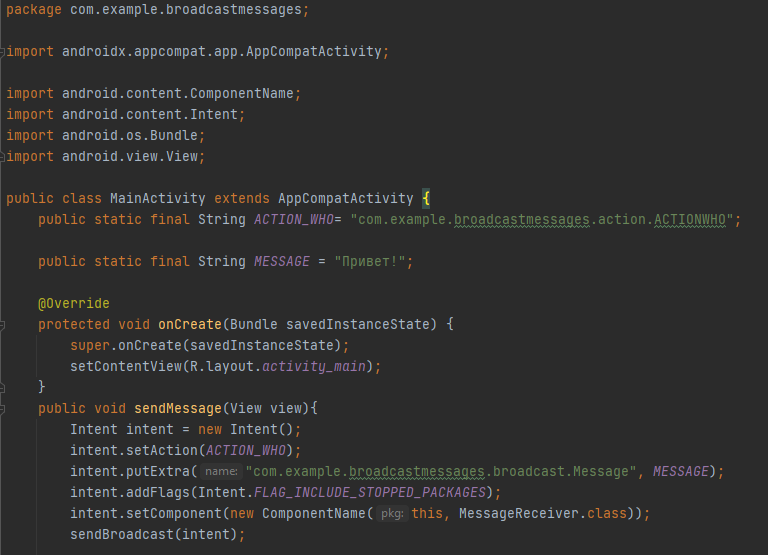 package com.example.broadcastmessages;
import androidx.appcompat.app.AppCompatActivity;
import android.content.ComponentName;
import android.content.Intent;
import android.os.Bundle;
import android.view.View;
public class MainActivity extends AppCompatActivity {
public static final String ACTION_WHO= "com.example.broadcastmessages.action.ACTIONWHO";
public static final String MESSAGE = "Привет!";
@Override
protected void onCreate(Bundle savedInstanceState) {
super.onCreate(savedInstanceState);
setContentView(R.layout.activity_main);
}
public void sendMessage(View view){
Intent intent = new Intent();
intent.setAction(ACTION_WHO);
intent.putExtra( name: "com.example.broadcastmessages.broadcast.Message", MESSAGE);
intent.addFlags(Intent.FLAG_INCLUDE_STOPPED_PACKAGES);
intent.setComponent(new ComponentName( pkg: this, MessageReceiver.class));
sendBroadcast(intent);